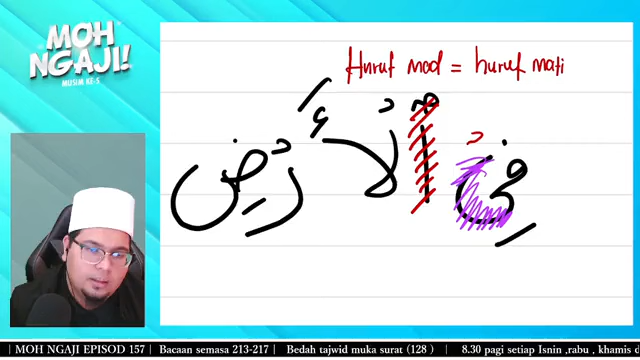 MOH
NGAJI!
MUSIM KE-5
Huruf mad = huruf mati
فِي ٱلْأَرْضِ
| MOH NGAJI EPISOD 157 | Bacaan semasa 213-217 | Bedah tajwid muka surat (128) | 8.30 pagi setiap Isnin ,rabu , khamis d